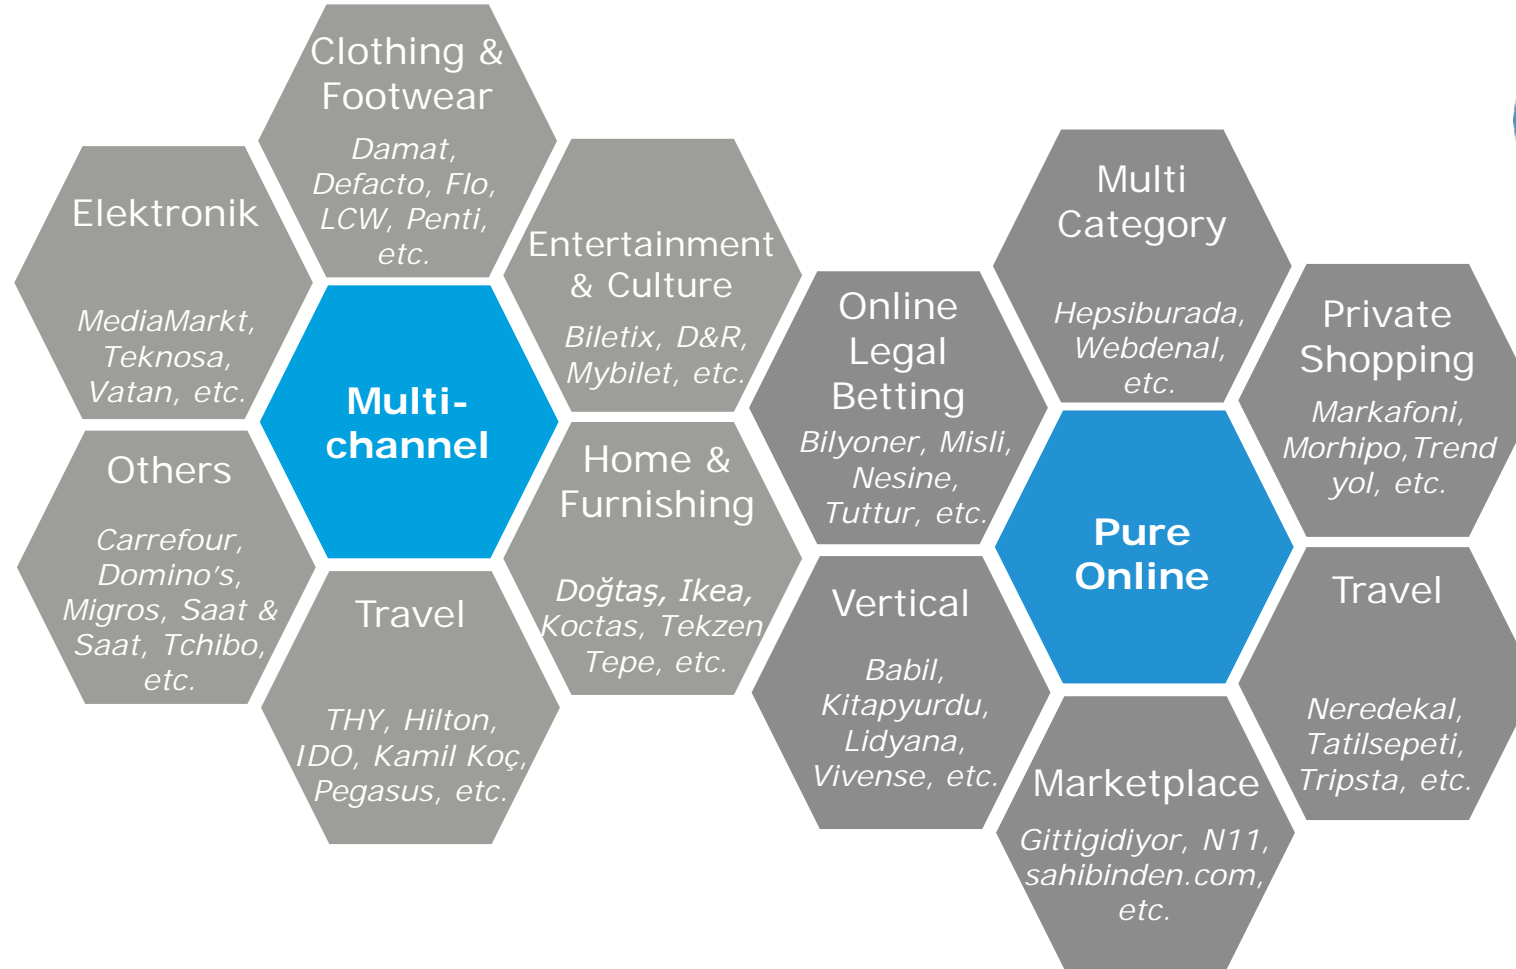 Clothing &
Footwear
Damat,
Defacto, Flo,
LCW, Penti,
etc.
Elektronik
MediaMarkt,
Teknosa,
Vatan, etc.
Entertainment
& Culture
Biletix, D&R,
Mybilet, etc.
Multi-
channel
Others
Carrefour,
Domino's,
Migros, Saat &
Saat, Tchibo,
etc.
Home &
Furnishing
Doğtaş, Ikea,
Koctas, Tekzen
Tepe, etc.
Travel
THY, Hilton,
IDO, Kamil Koç,
Pegasus, etc.
Multi
Category
Hepsiburada,
Webdenal,
etc.
Online
Legal
Betting
Bilyoner, Misli,
Nesine,
Tuttur, etc.
Private
Shopping
Markafoni,
Morhipo,Trend
yol, etc.
Pure
Online
Vertical
Babil,
Kitapyurdu,
Lidyana,
Vivense, etc.
Travel
Neredekal,
Tatilsepeti,
Tripsta, etc.
Marketplace
Gittigidiyor, N11,
sahibinden.com,
etc.